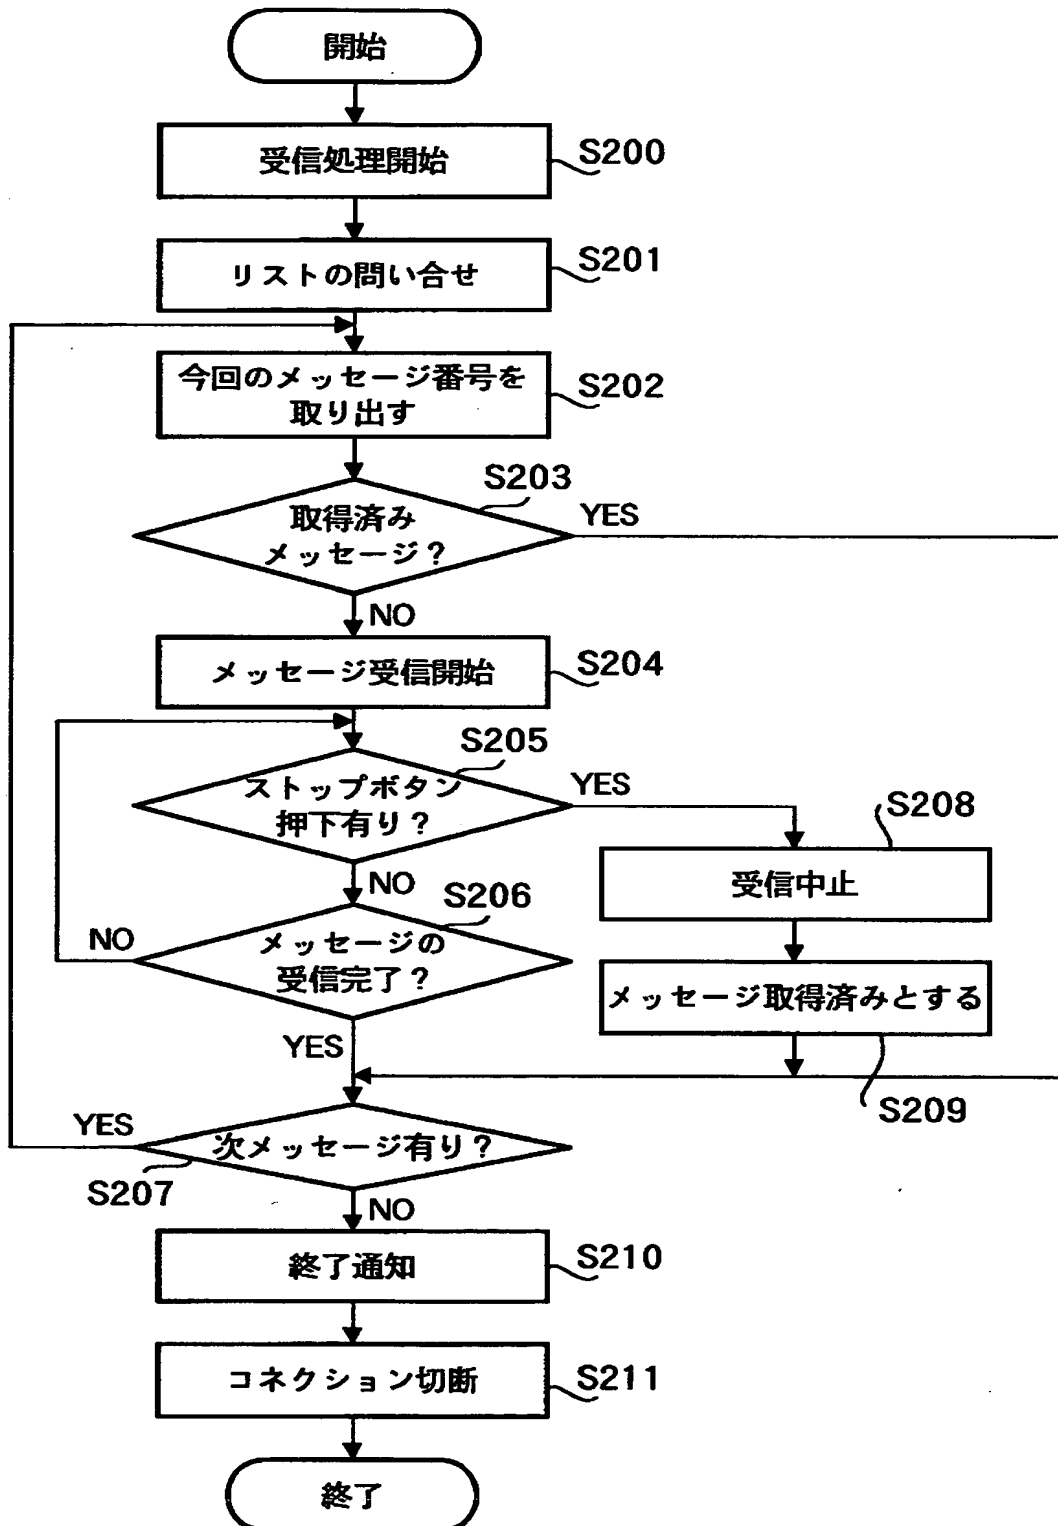 開始
受信処理開始
S200
リストの問い合せ
S201
今回のメッセージ番号を
取り出す
S202
S203
取得済み
メッセージ？
YES
NO
メッセージ受信開始
S204
S205
ストップボタン
押下有り？
YES
S208
受信中止
NO
S206
NO
メッセージの
受信完了？
メッセージ取得済みとする
YES
S209
YES
次メッセージ有り？
S207
NO
終了通知
S210
コネクション切断
S211
終了